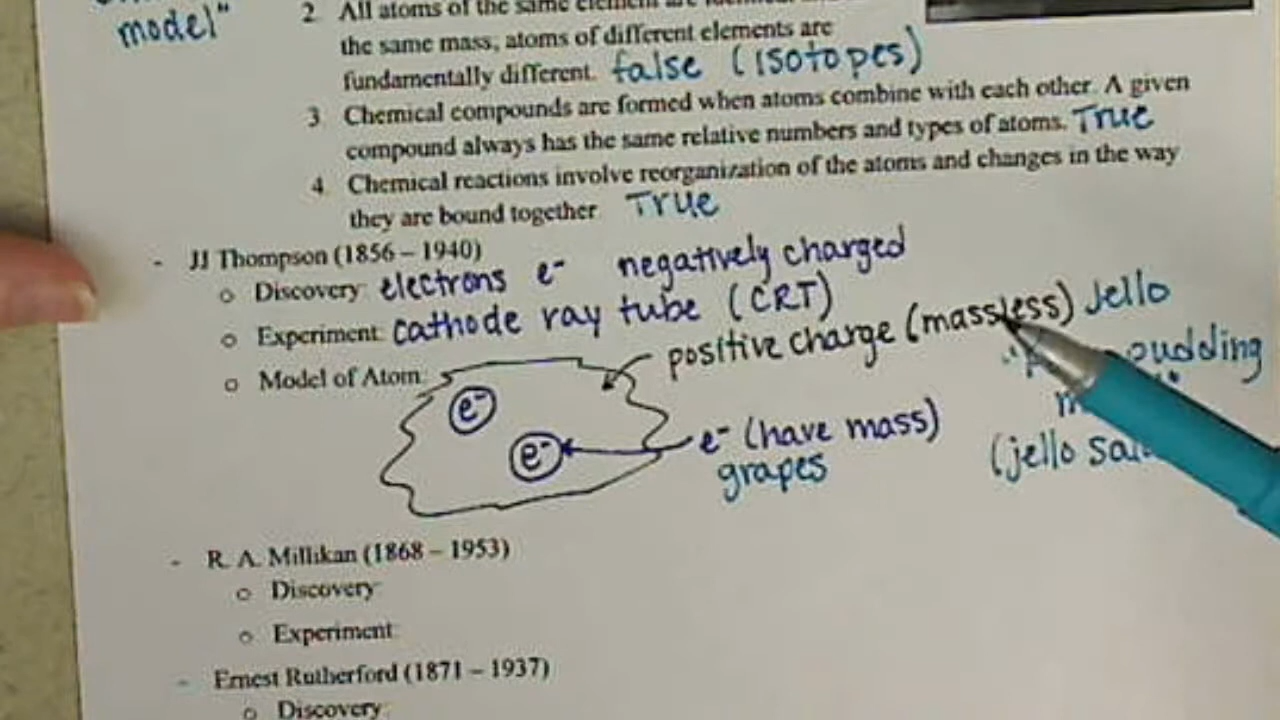 model"
2. All atoms of the same element are
the same mass; atoms of different elements are
fundamentally different. false (isotopes)
3 Chemical compounds are formed when atoms combine with each other. A given
compound always has the same relative numbers and types of atoms. True
4 Chemical reactions involve reorganization of the atoms and changes in the way
they are bound together True
- JJ Thompson (1856 – 1940)
o Discovery: electrons e⁻ negatively charged
o Experiment: cathode ray tube (CRT)
positive charge (massless) Jello
pudding
o Model of Atom:
e⁻
e⁻
e⁻ (have mass)
grapes
(jello
- R. A. Millikan (1868 – 1953)
o Discovery:
o Experiment:
- Ernest Rutherford (1871 – 1937)
o Discovery: